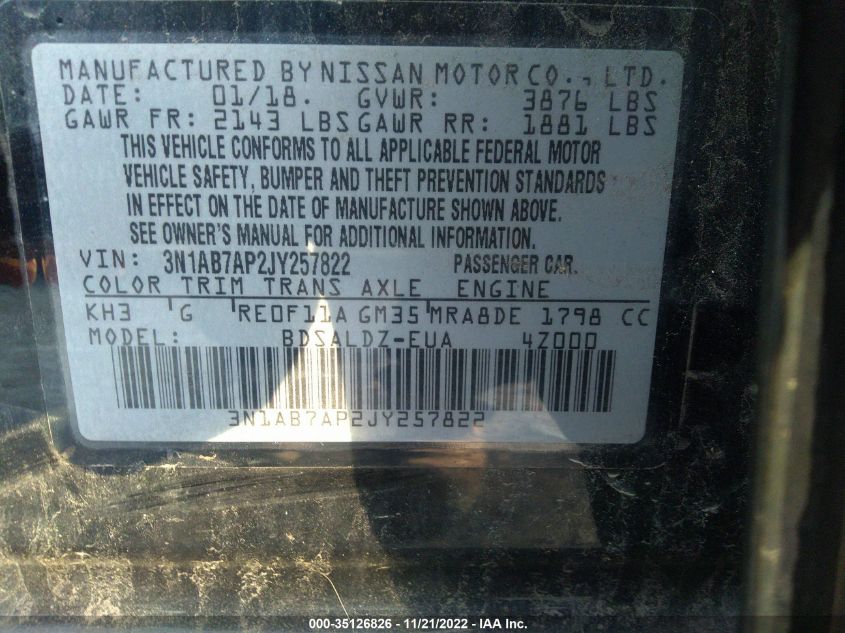 MANUFACTURED BY NISSAN MOTOR CO., LTD.
DATE: 01/18. GVWR: 3876 LBS
GAWR FR: 2143 LBS GAWR RR: 1881 LBS
THIS VEHICLE CONFORMS TO ALL APPLICABLE FEDERAL MOTOR
VEHICLE SAFETY, BUMPER AND THEFT PREVENTION STANDARDS
IN EFFECT ON THE DATE OF MANUFACTURE SHOWN ABOVE.
SEE OWNER'S MANUAL FOR ADDITIONAL INFORMATION.
VIN: 3N1AB7AP2JY257822 PASSENGER CAR.
COLOR TRIM TRANS AXLE ENGINE
KH3 G RE0F11A GM35 MRA8DE 1798 CC
MODEL: BDSALDZ-EUA 4Z000
3N1AB7AP2JY257822
000-35126826 - 11/21/2022 - IAA Inc.